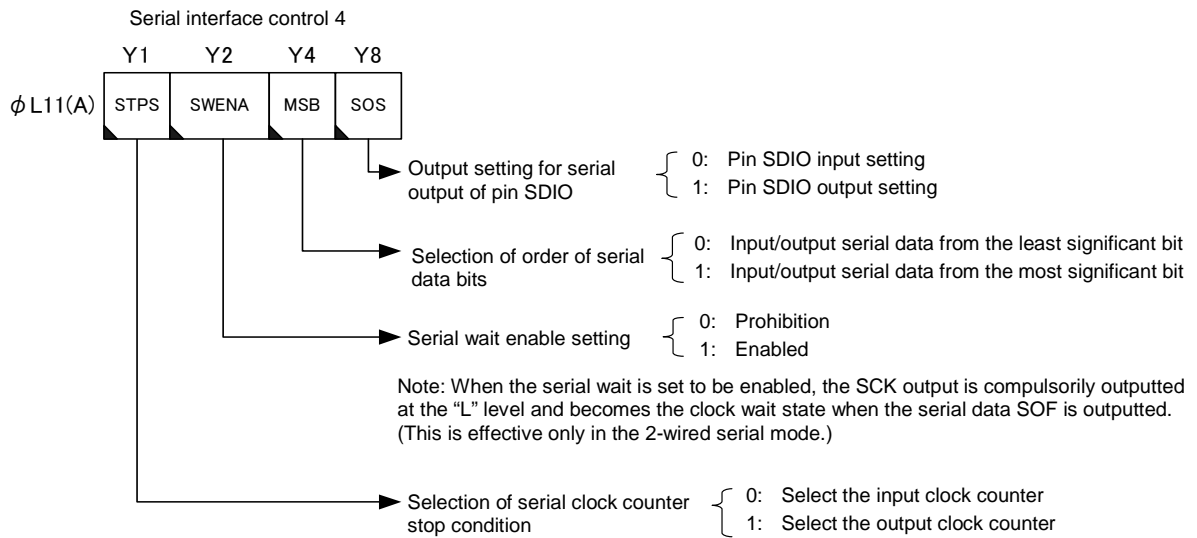 Serial interface control 4
Y1 Y2 Y4 Y8
ϕL11(A) STPS SWENA MSB SOS
Output setting for serial
output of pin SDIO
0: Pin SDIO input setting
1: Pin SDIO output setting
Selection of order of serial
data bits
0: Input/output serial data from the least significant bit
1: Input/output serial data from the most significant bit
Serial wait enable setting
0: Prohibition
1: Enabled
Note: When the serial wait is set to be enabled, the SCK output is compulsorily outputted
at the “L” level and becomes the clock wait state when the serial data SOF is outputted.
(This is effective only in the 2-wired serial mode.)
Selection of serial clock counter
stop condition
0: Select the input clock counter
1: Select the output clock counter